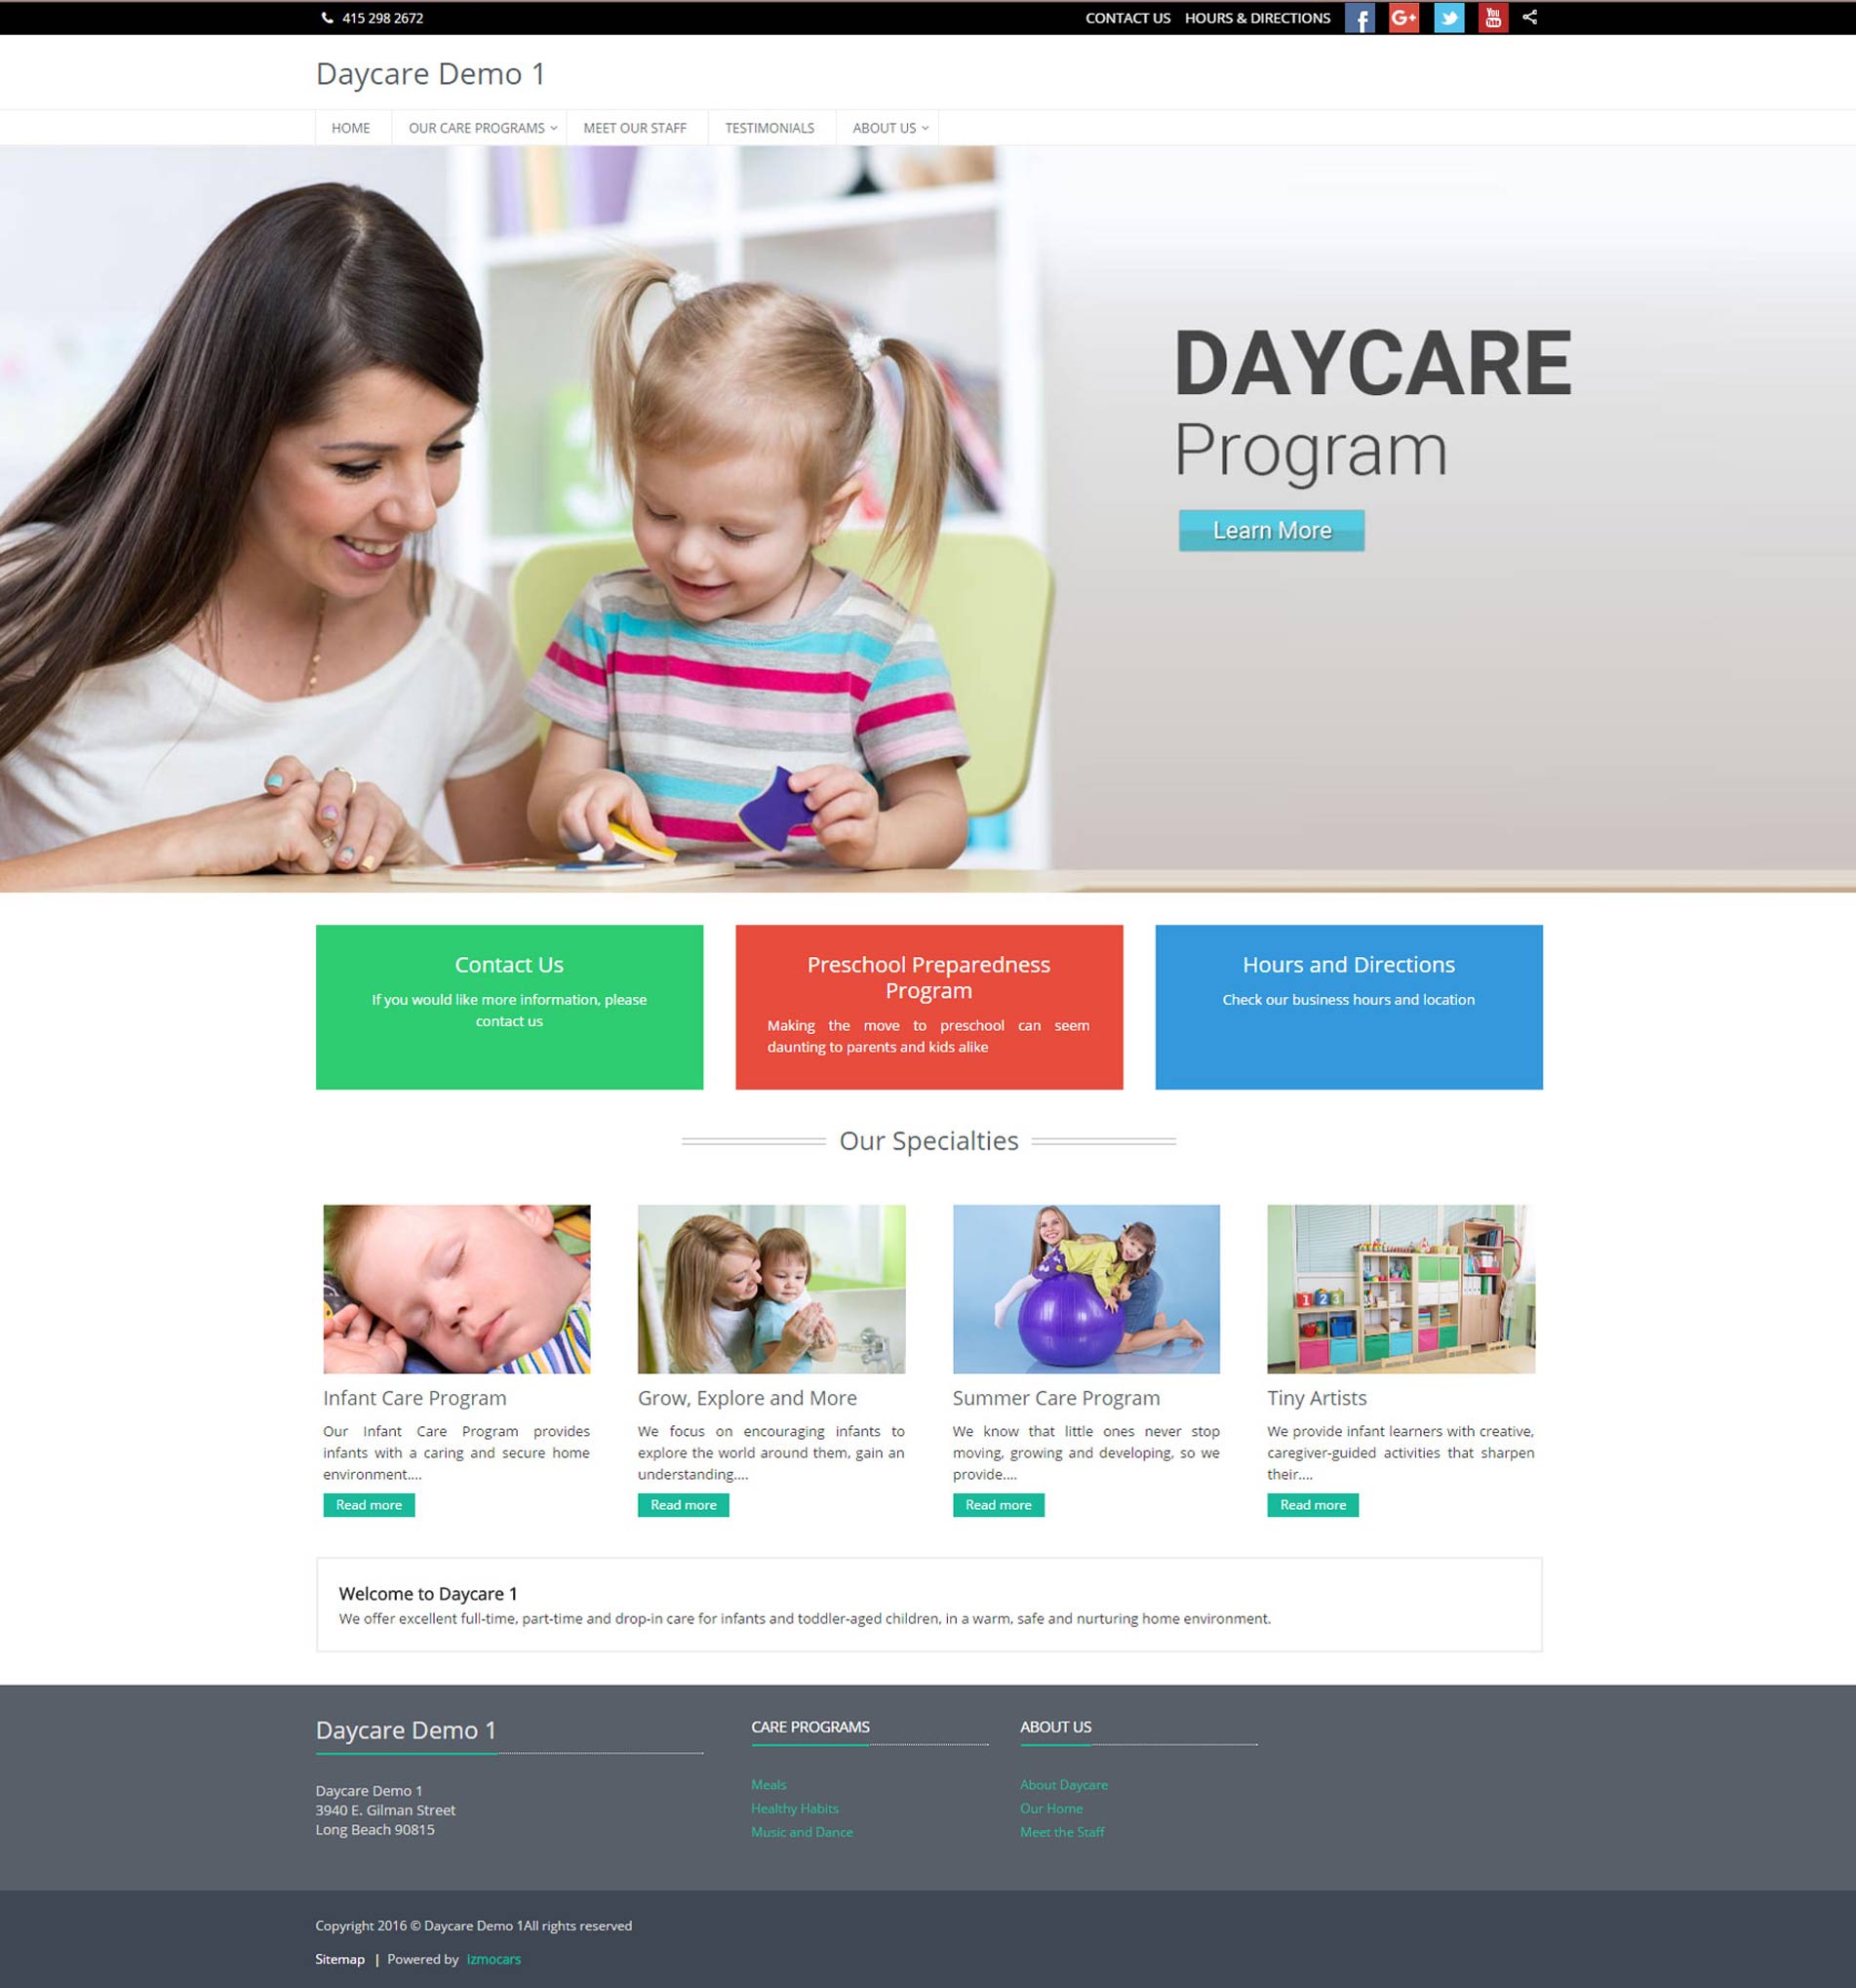 415 298 2672
CONTACT US HOURS & DIRECTIONS
Daycare Demo 1
HOME OUR CARE PROGRAMS MEET OUR STAFF TESTIMONIALS ABOUT US
DAYCARE
Program
Learn More
Contact Us
If you would like more information, please
contact us
Preschool Preparedness
Program
Making the move to preschool can seem
daunting to parents and kids alike
Hours and Directions
Check our business hours and location
Our Specialties
Infant Care Program
Our Infant Care Program provides
infants with a caring and secure home
environment....
Read more
Grow, Explore and More
We focus on encouraging infants to
explore the world around them, gain an
understanding....
Read more
Summer Care Program
We know that little ones never stop
moving, growing and developing, so we
provide....
Read more
Tiny Artists
We provide infant learners with creative,
caregiver-guided activities that sharpen
their....
Read more
Welcome to Daycare 1
We offer excellent full-time, part-time and drop-in care for infants and toddler-aged children, in a warm, safe and nurturing home environment.
Daycare Demo 1
Daycare Demo 1
3940 E. Gilman Street
Long Beach 90815
CARE PROGRAMS
Meals
Healthy Habits
Music and Dance
ABOUT US
About Daycare
Our Home
Meet the Staff
Copyright 2016 © Daycare Demo 1All rights reserved
Sitemap | Powered by izmocars